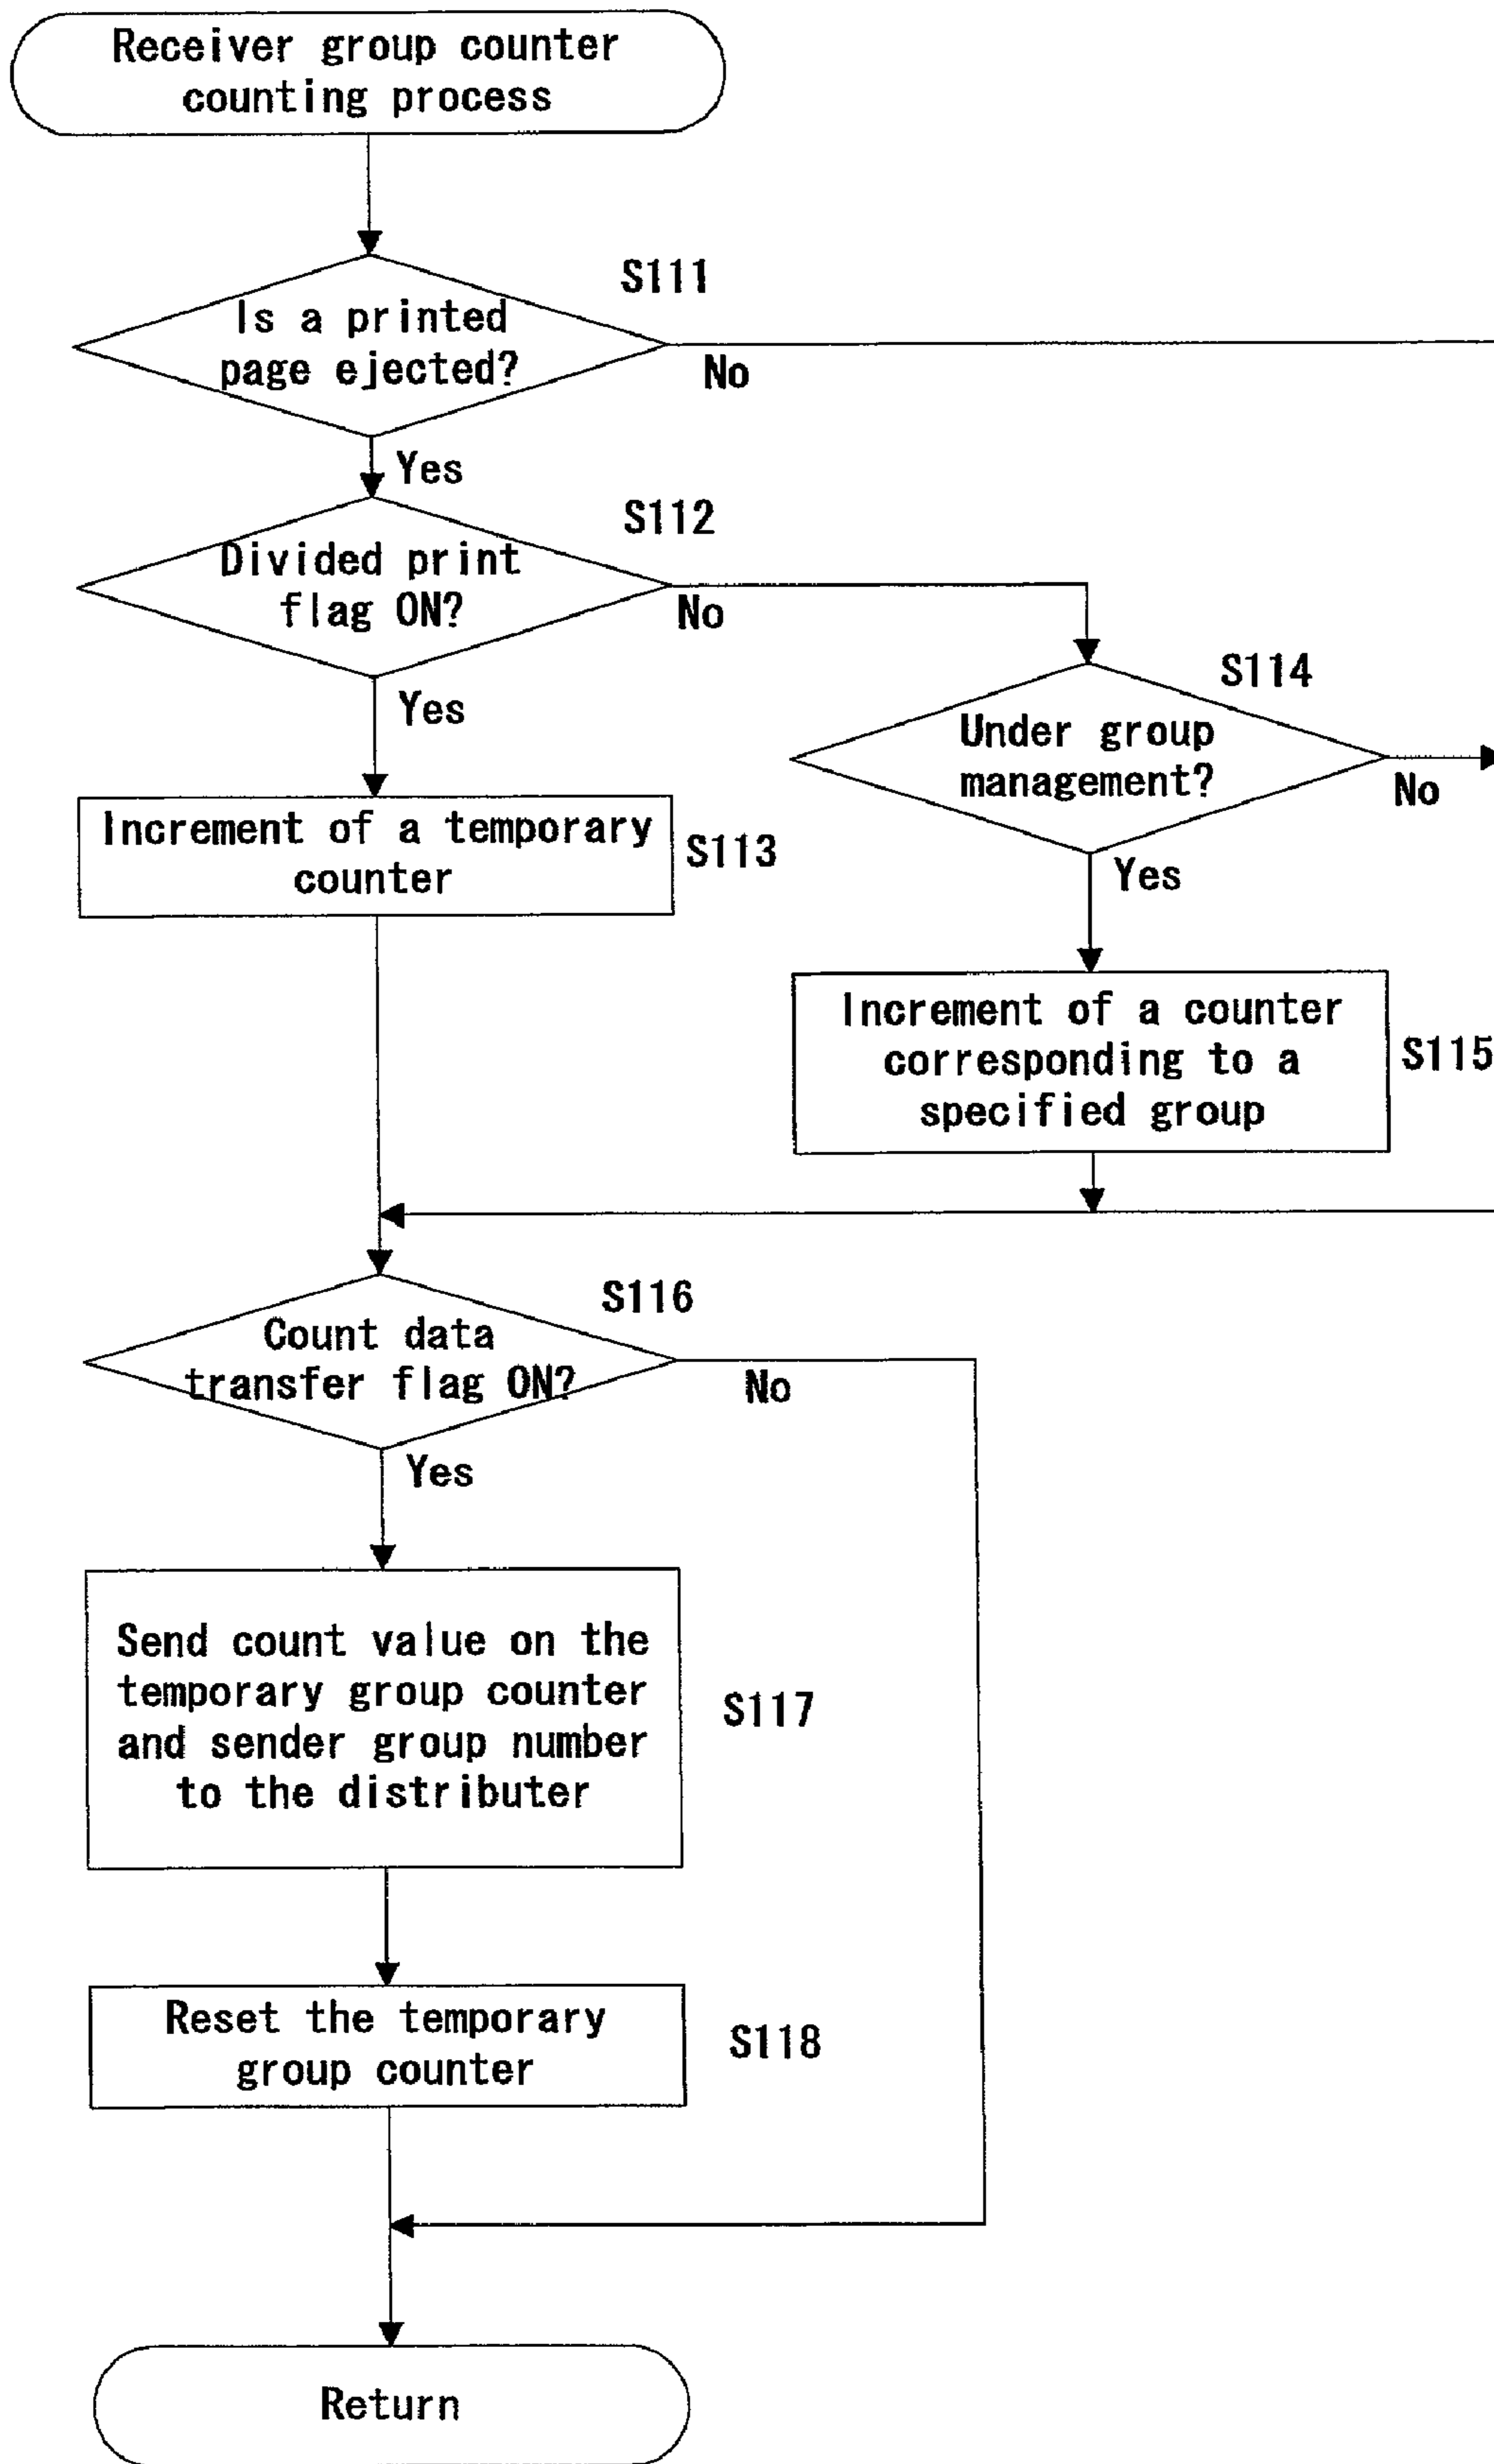 Receiver group counter
counting process
S111
Is a printed
page ejected?
No
Yes
S112
Divided print
flag ON?
No
Yes
S114
Under group
management?
No
Yes
Increment of a temporary
counter
S113
Increment of a counter
corresponding to a
specified group
S115
S116
Count data
transfer flag ON?
No
Yes
Send count value on the
temporary group counter
and sender group number
to the distributer
S117
Reset the temporary
group counter
S118
Return